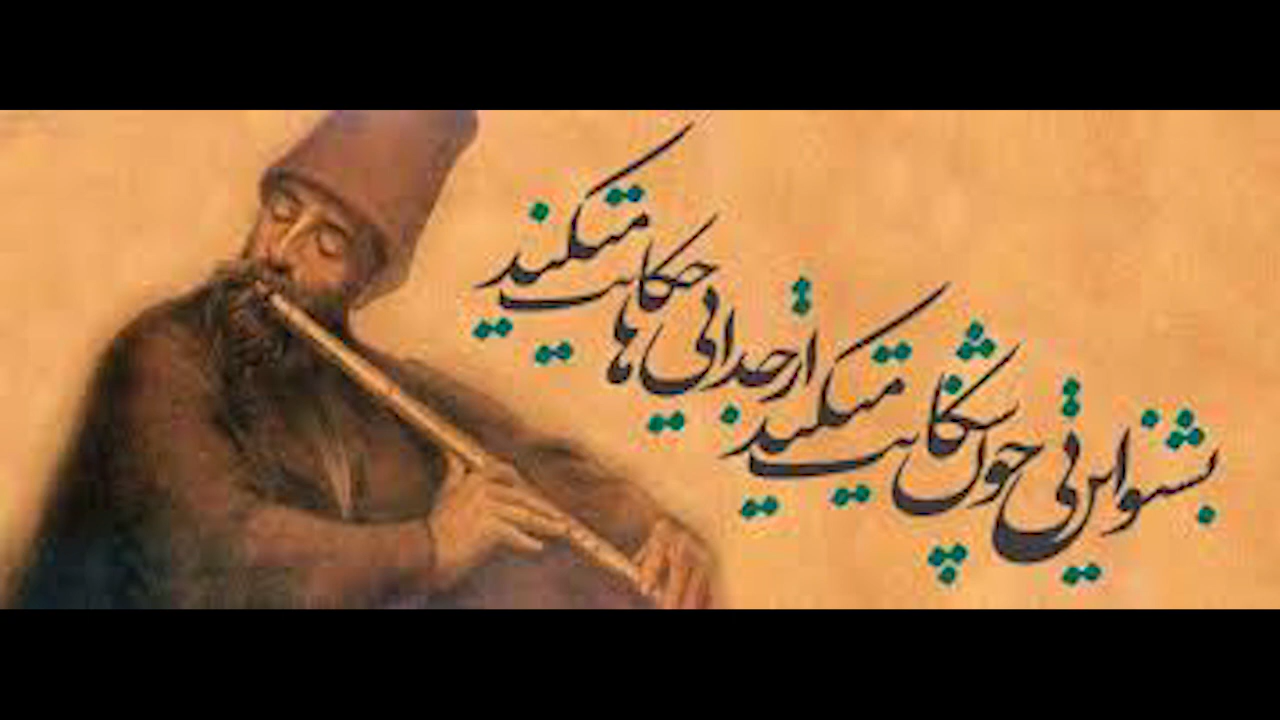 بشنو این نی چون شکایت میکند
از جدایی ها حکایت میکند